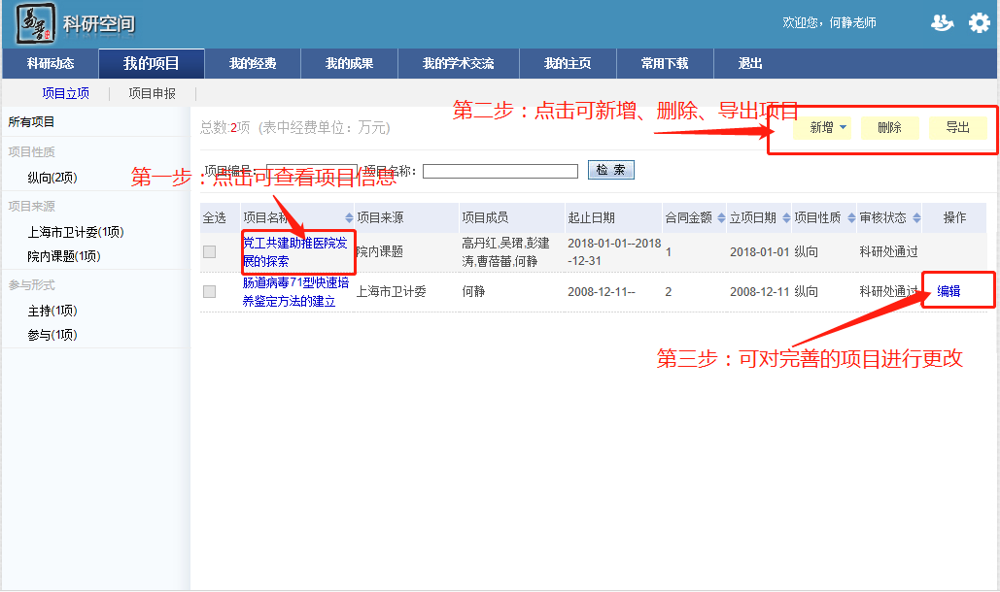 易普 科研空间
欢迎您，何静老师
科研动态 我的项目 我的经费 我的成果 我的学术交流 我的主页 常用下载 退出
项目立项 项目申报
第二步：点击可新增、删除、导出项目
所有项目
总数:2项 (表中经费单位：万元)
新增 删除 导出
项目性质
纵向(2项)
项目编号: 项目名称: 检 索
第一步：点击可查看项目信息
项目来源
上海市卫计委(1项)
院内课题(1项)
参与形式
主持(1项)
参与(1项)
全选 项目名称 项目来源 项目成员 起止日期 合同金额 立项日期 项目性质 审核状态 操作
党工共建助推医院发 院内课题 高丹红,吴珺,彭建 2018-01-01--2018 1 2018-01-01 纵向 科研处通过
展的探索 涛,曹蓓蕾,何静 -12-31
肠道病毒71型快速培 上海市卫计委 何静 2008-12-11-- 2 2008-12-11 纵向 科研处通过 编辑
养鉴定方法的建立
第三步：可对完善的项目进行更改